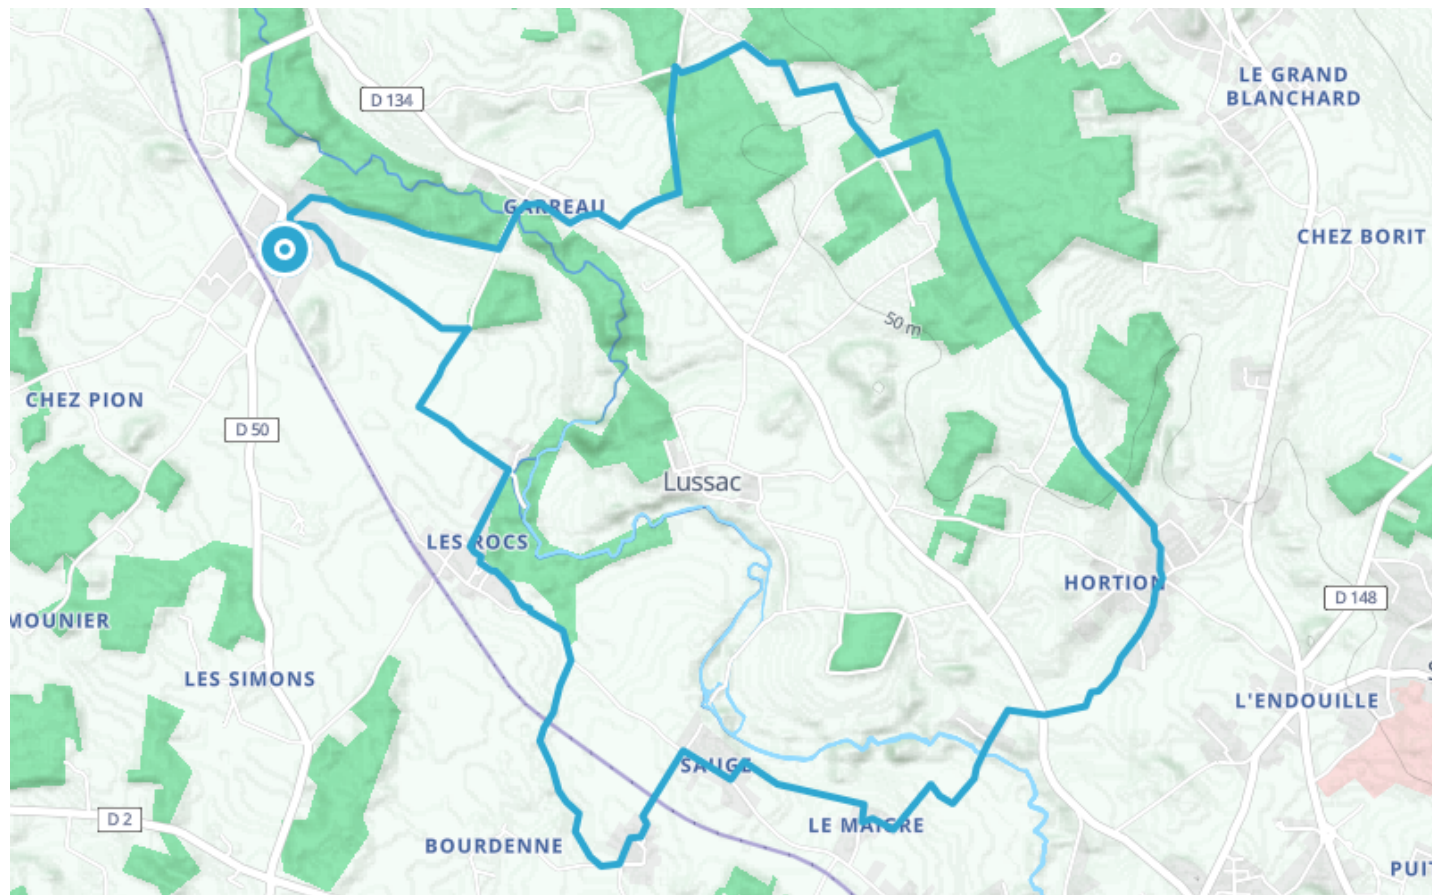 LE GRAND
BLANCHARD
D 134
GARREAU
CHEZ BORIT
50 m
CHEZ PION
D 50
Lussac
LES ROCS
HORTION
D 148
MOUNIER
LES SIMONS
L'ENDOUILLE
SAUGE
D 2
LE MAIGRE
BOURDENNE
PUIT